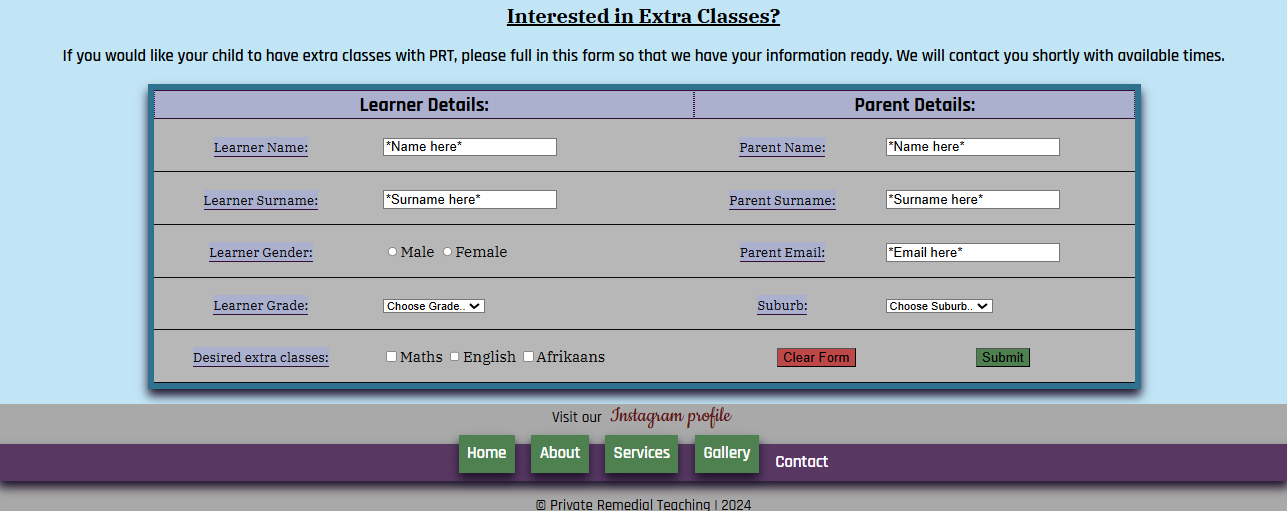 Interested in Extra Classes?
If you would like your child to have extra classes with PRT, please full in this form so that we have your information ready. We will contact you shortly with available times.
Learner Details: Parent Details:
Learner Name: *Name here* Parent Name: *Name here*
Learner Surname: *Surname here* Parent Surname: *Surname here*
Learner Gender: Male Female Parent Email: *Email here*
Learner Grade: Choose Grade.. Suburb: Choose Suburb..
Desired extra classes: Maths English Afrikaans Clear Form Submit
Visit our Instagram profile
Home About Services Gallery Contact
© Private Remedial Teaching | 2024